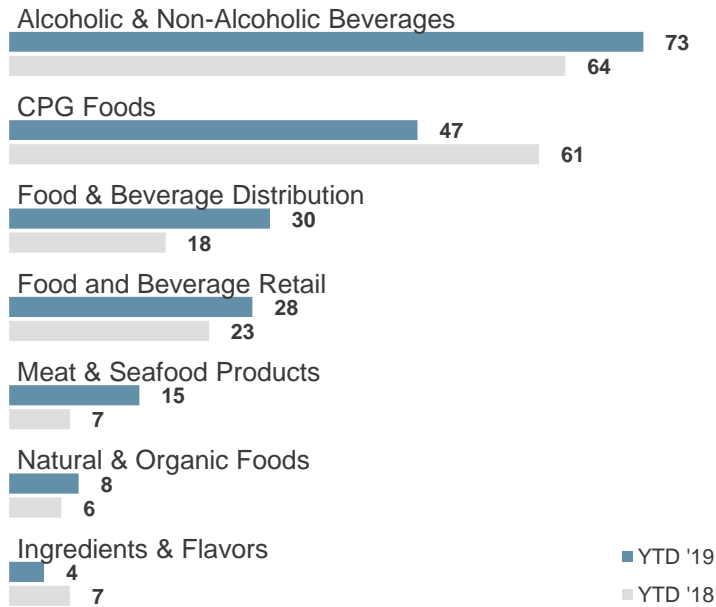 Alcoholic & Non-Alcoholic Beverages
73
64
CPG Foods
47
61
Food & Beverage Distribution
30
18
Food and Beverage Retail
28
23
Meat & Seafood Products
15
7
Natural & Organic Foods
8
6
Ingredients & Flavors
4
7
YTD '19
YTD '18